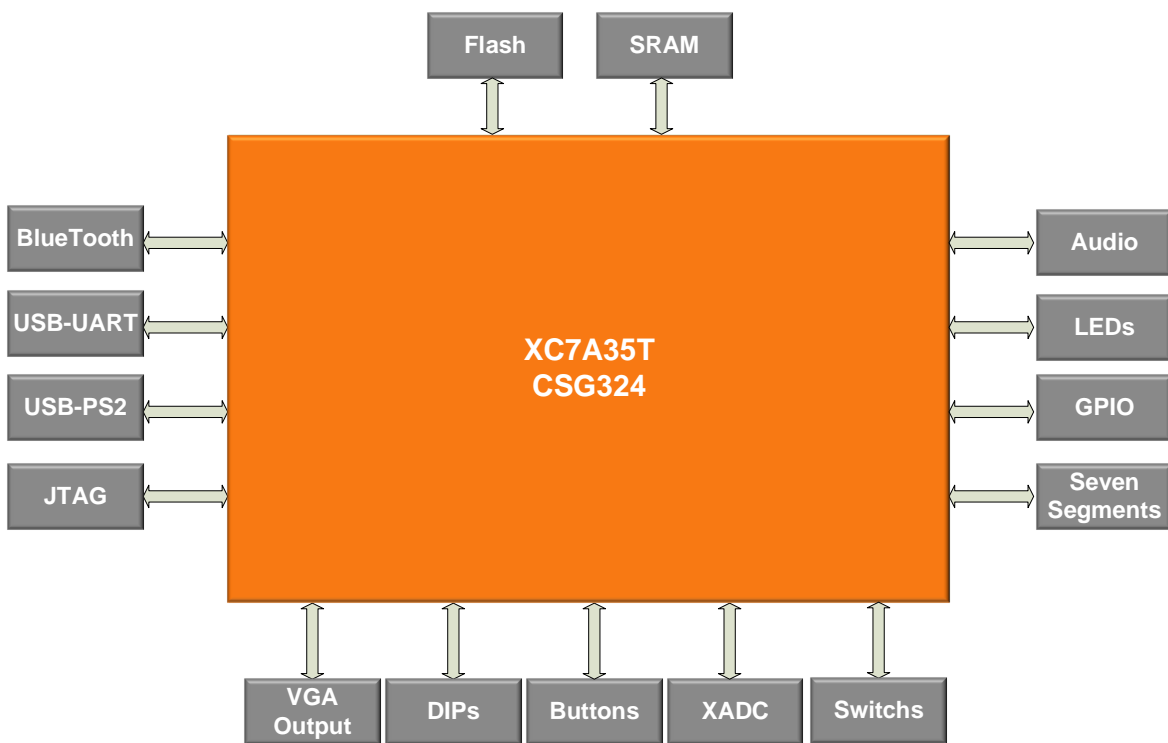 Flash
SRAM
BlueTooth
USB-UART
USB-PS2
JTAG
XC7A35T
CSG324
Audio
LEDs
GPIO
Seven
Segments
VGA
Output
DIPs
Buttons
XADC
Switchs